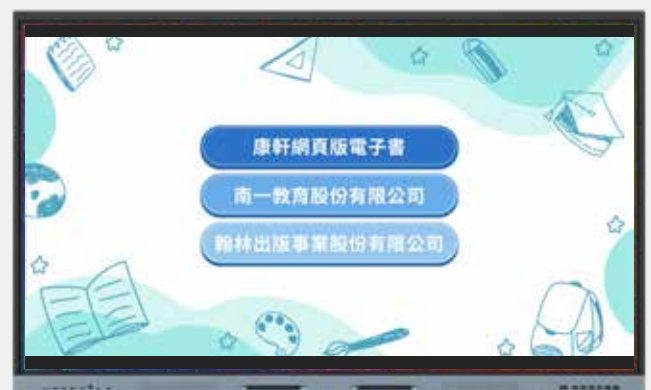 康軒網頁版電子書
南一教育股份有限公司
翰林出版事業股份有限公司